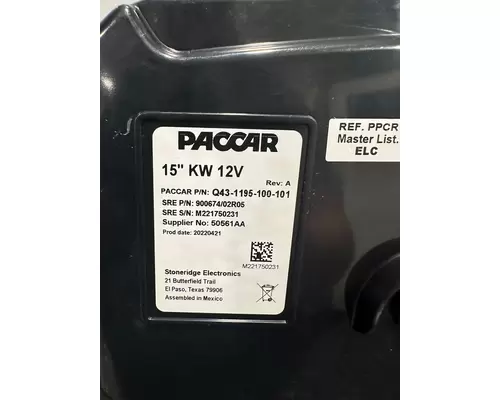 PACCAR
15" KW 12V
Rev: A
PACCAR P/N: Q43-1195-100-101
SRE P/N: 900674/02R05
SRE S/N: M221750231
Supplier No: 50561AA
Prod date: 20220421
M221750231
Stoneridge Electronics
21 Butterfield Trail
El Paso, Texas 79906
Assembled in Mexico
REF. PPCR
Master List.
ELC